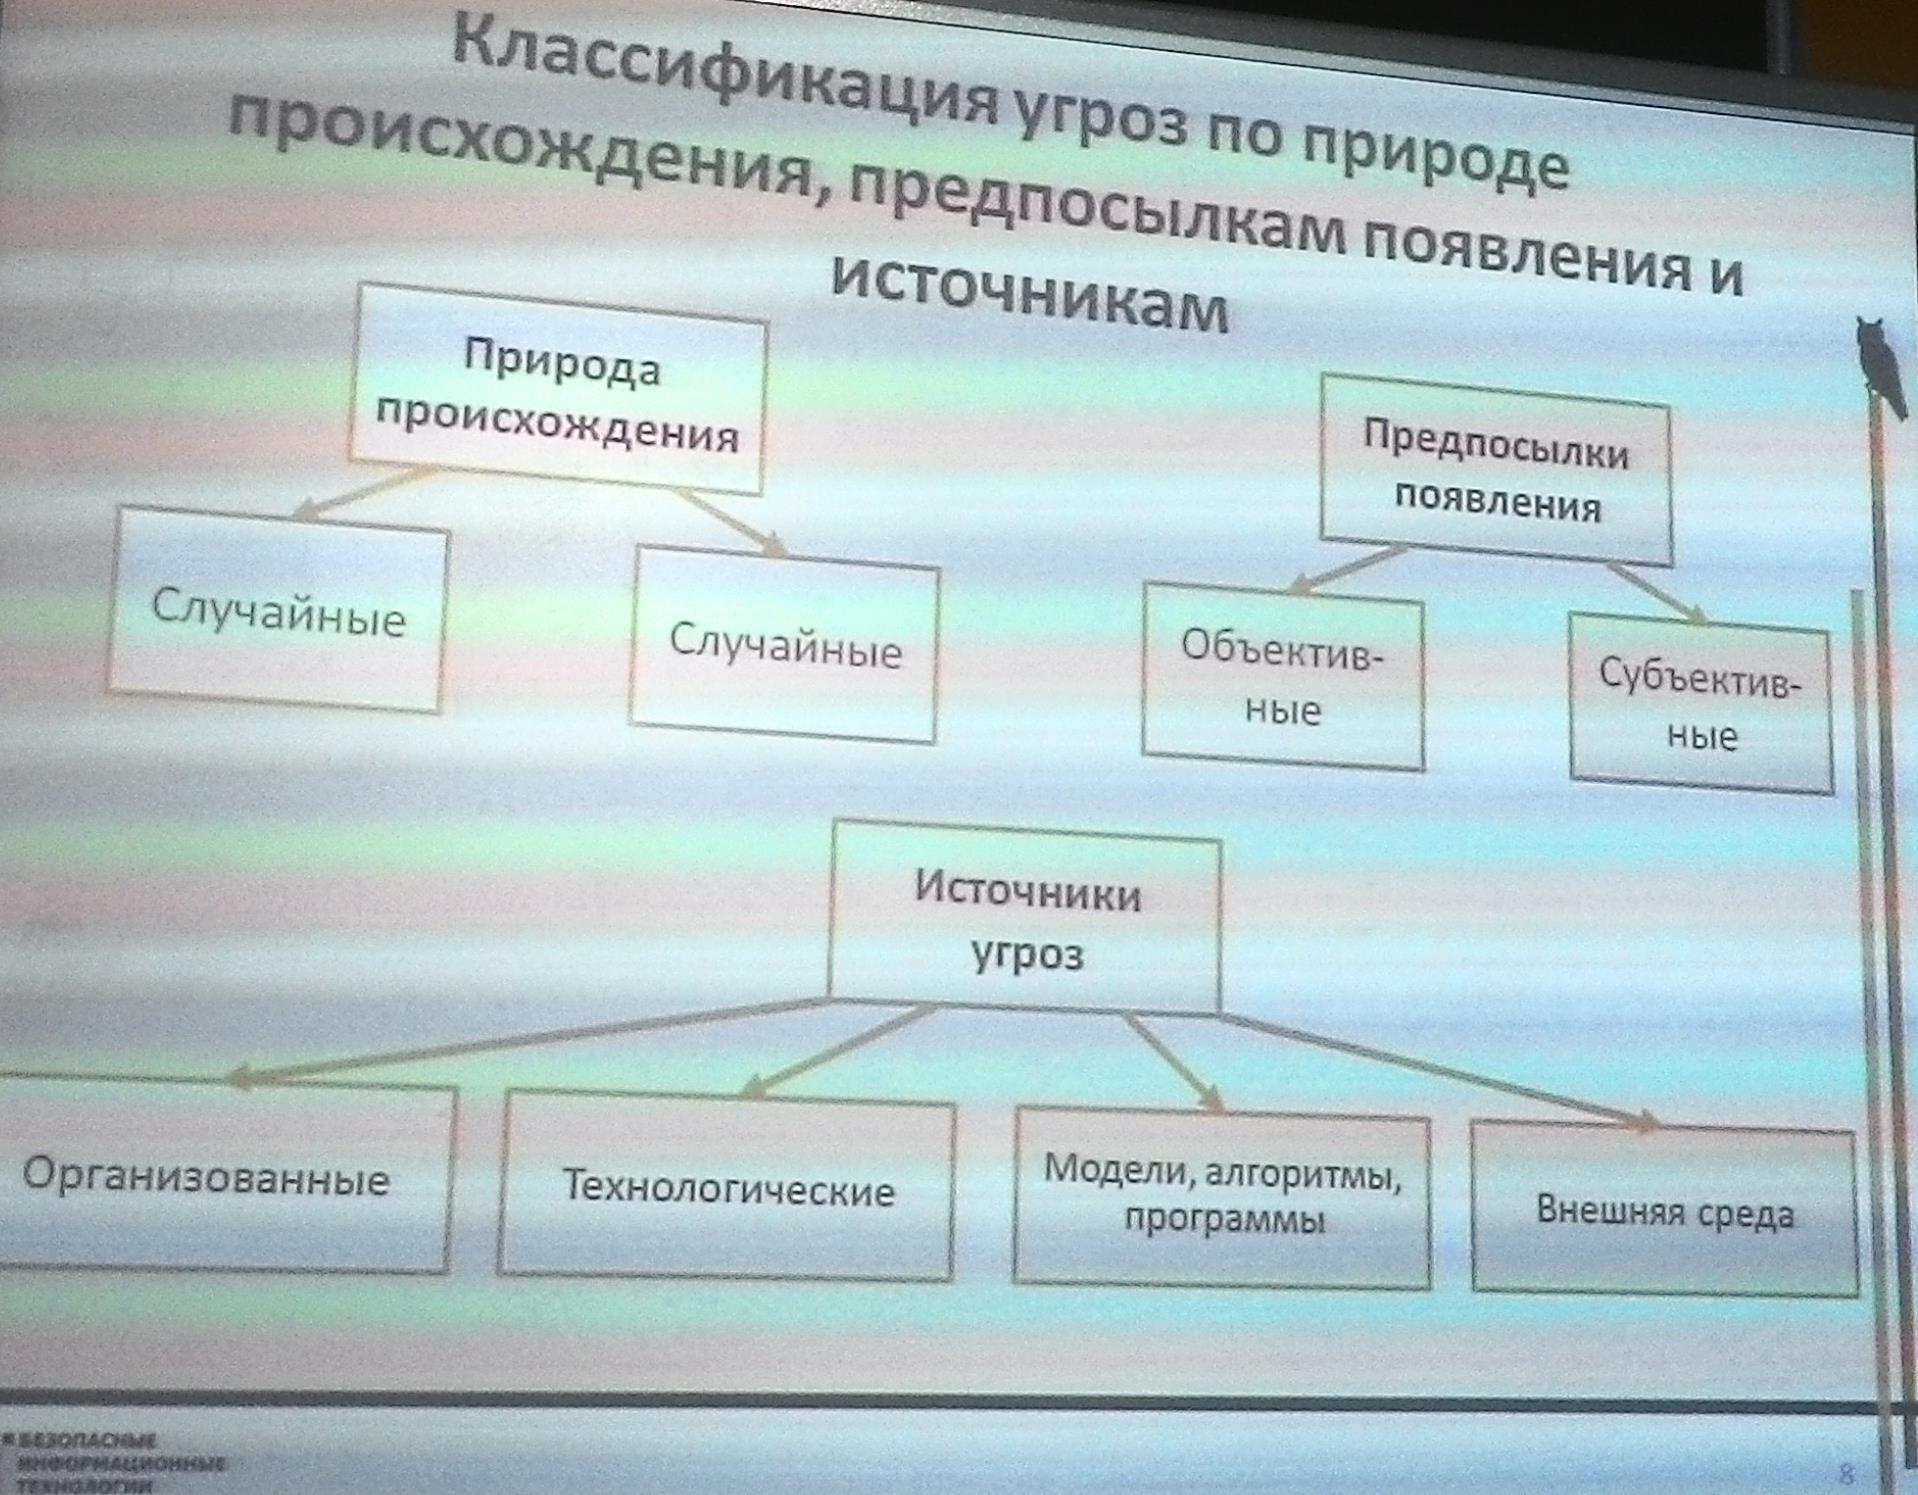 Классификация угроз по природе
происхождения, предпосылкам появления и
источникам
Природа
происхождения
Предпосылки
появления
Случайные
Случайные
Объектив-
ные
Субъектив-
ные
Источники
угроз
Организованные
Технологические
Модели, алгоритмы,
программы
Внешняя среда
БЕЗОПАСНЫЕ
ИНФОРМАЦИОННЫЕ
ТЕХНОЛОГИИ
8